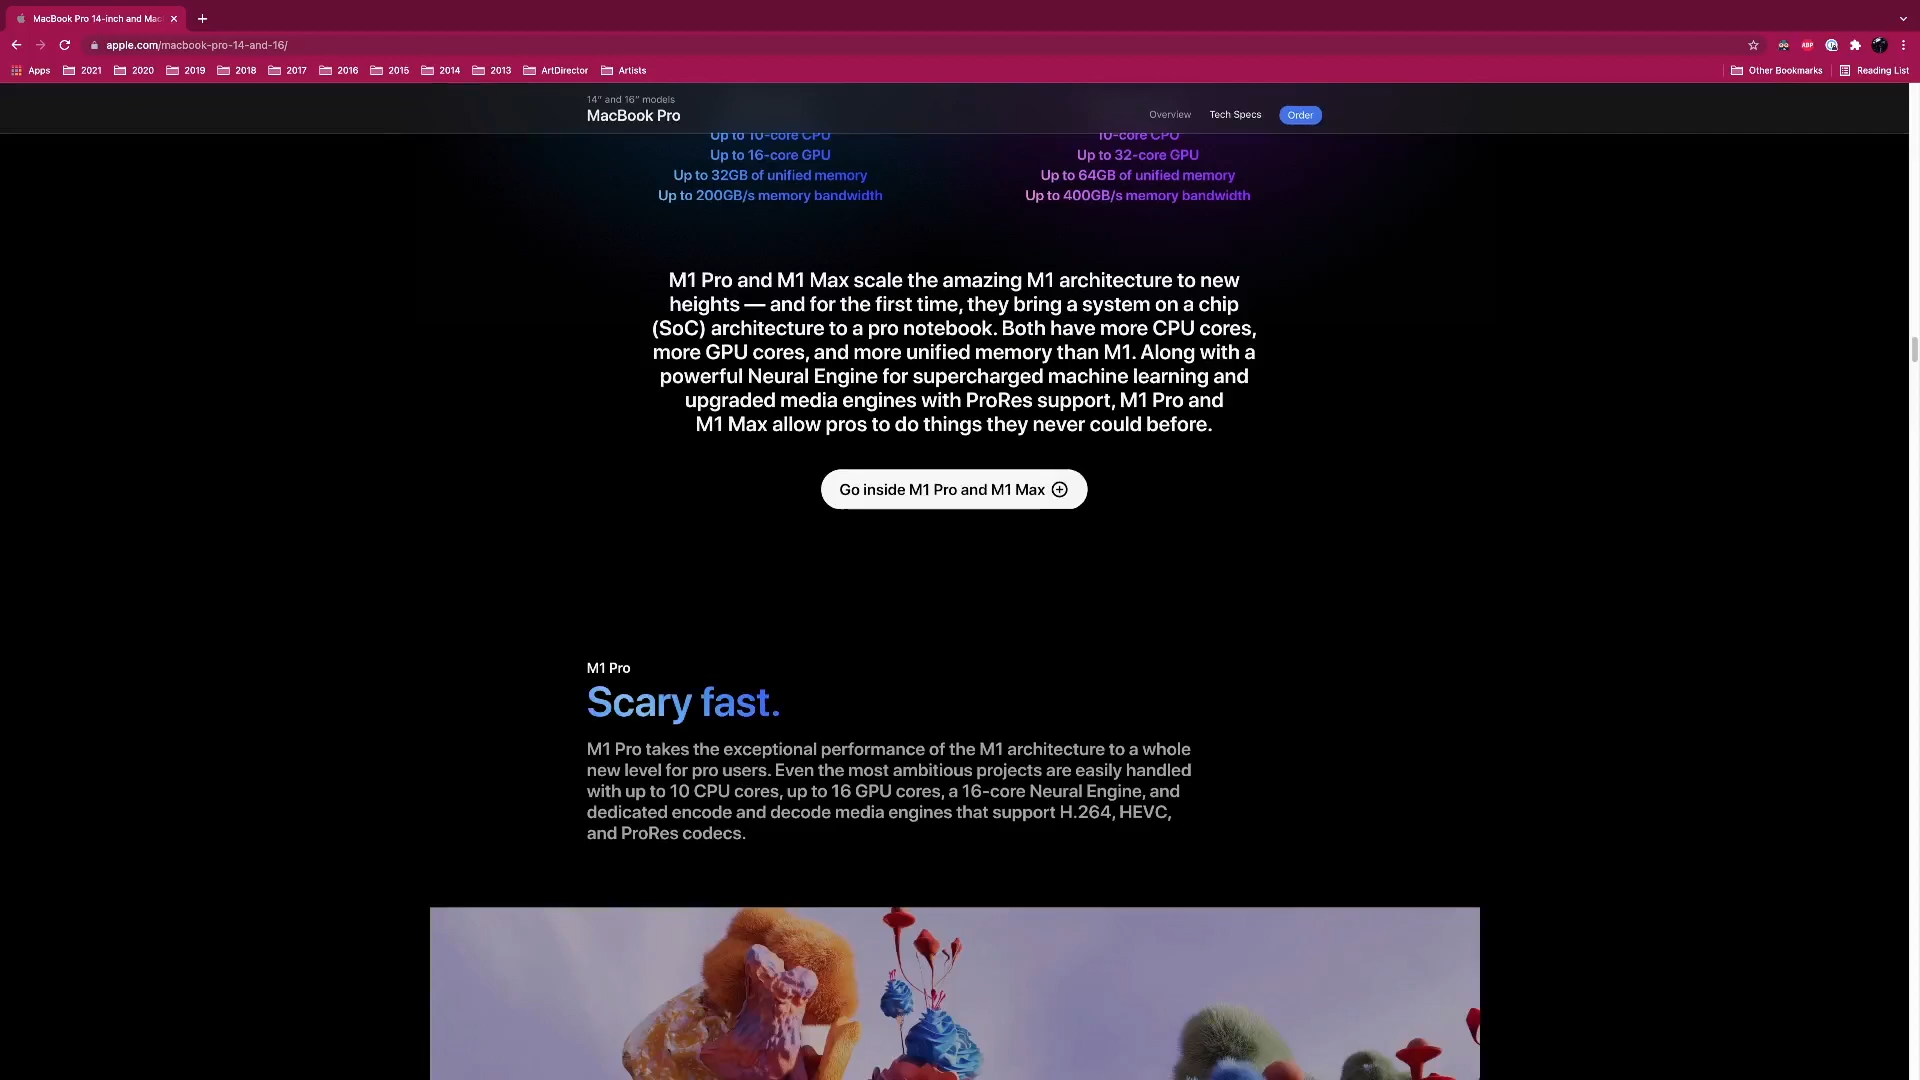 MacBook Pro 14-inch and Mac
apple.com/macbook-pro-14-and-16/
ABP
Apps 2021 2020 2019 2018 2017 2016 2015 2014 2013 ArtDirector Artists Other Bookmarks Reading List
14” and 16” models
MacBook Pro
Overview Tech Specs Order
Up to 10-core CPU
Up to 16-core GPU
Up to 32GB of unified memory
Up to 200GB/s memory bandwidth
10-core CPU
Up to 32-core GPU
Up to 64GB of unified memory
Up to 400GB/s memory bandwidth
M1 Pro and M1 Max scale the amazing M1 architecture to new
heights — and for the first time, they bring a system on a chip
(SoC) architecture to a pro notebook. Both have more CPU cores,
more GPU cores, and more unified memory than M1. Along with a
powerful Neural Engine for supercharged machine learning and
upgraded media engines with ProRes support, M1 Pro and
M1 Max allow pros to do things they never could before.
Go inside M1 Pro and M1 Max
M1 Pro
Scary fast.
M1 Pro takes the exceptional performance of the M1 architecture to a whole
new level for pro users. Even the most ambitious projects are easily handled
with up to 10 CPU cores, up to 16 GPU cores, a 16-core Neural Engine, and
dedicated encode and decode media engines that support H.264, HEVC,
and ProRes codecs.